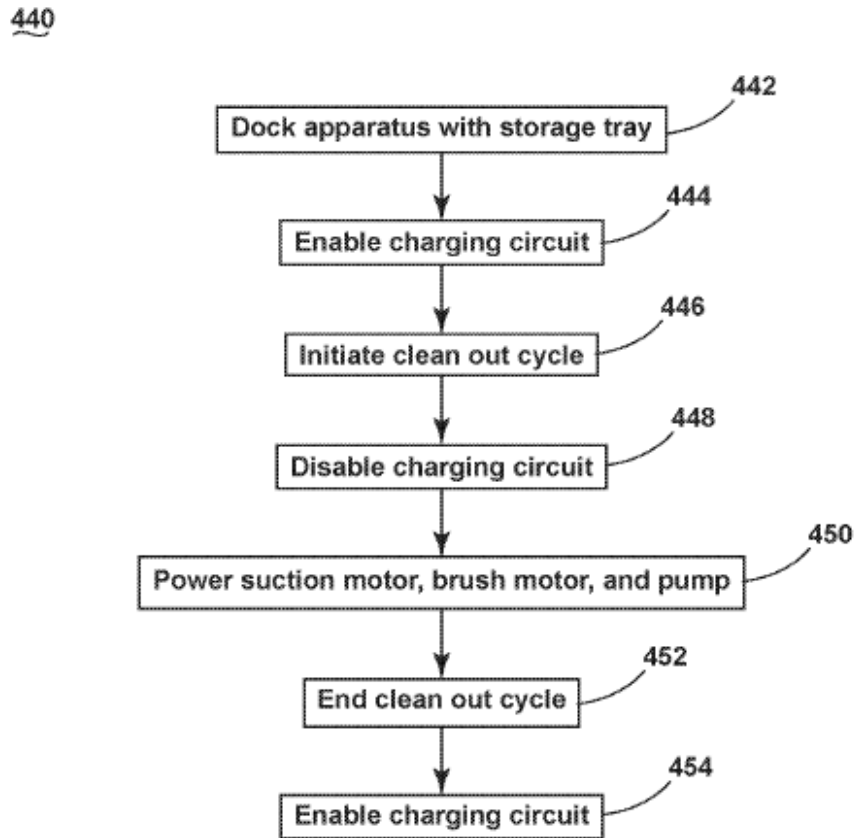 440
442
Dock apparatus with storage tray
444
Enable charging circuit
446
Initiate clean out cycle
448
Disable charging circuit
450
Power suction motor, brush motor, and pump
452
End clean out cycle
454
Enable charging circuit